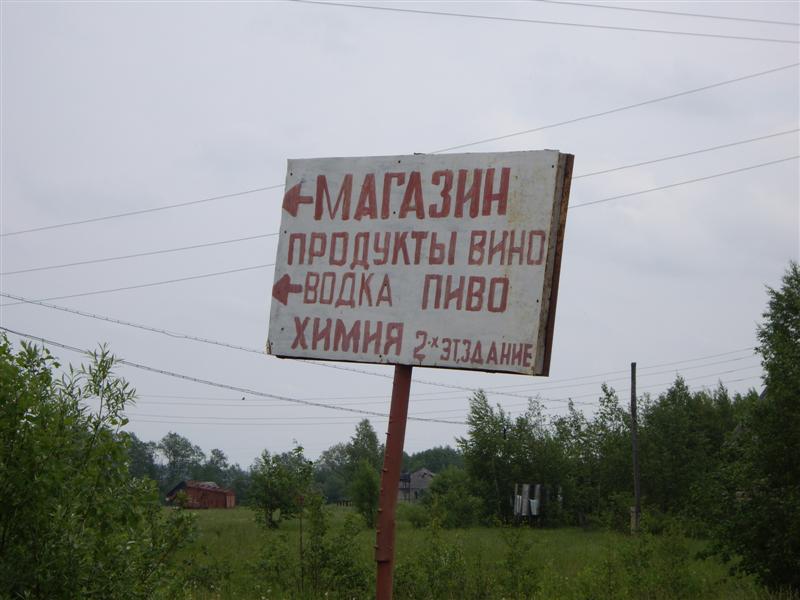 МАГАЗИН
ПРОДУКТЫ ВИНО
ВОДКА ПИВО
ХИМИЯ 2-х ЭТ.ЗДАНИЕ